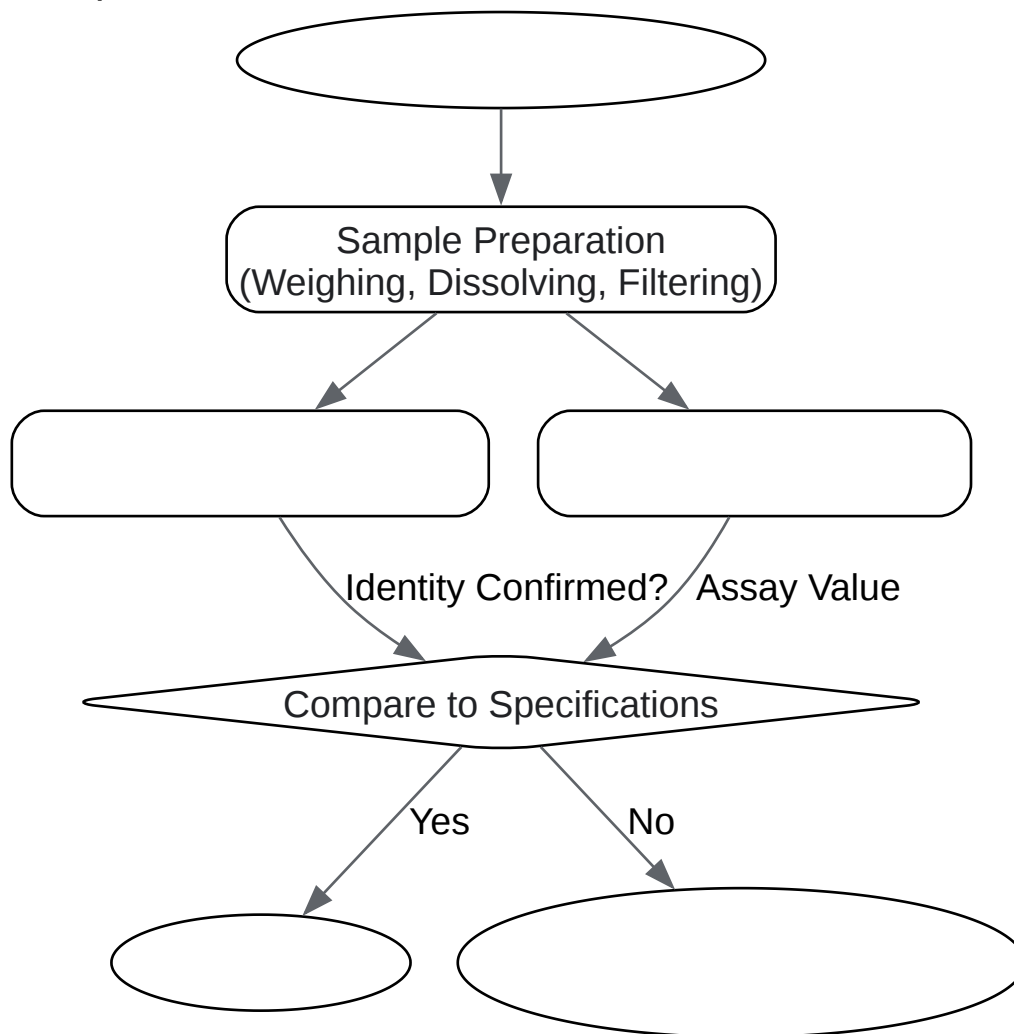 Sample Preparation
(Weighing, Dissolving, Filtering)
Identity Confirmed?
Assay Value
Compare to Specifications
Yes
No